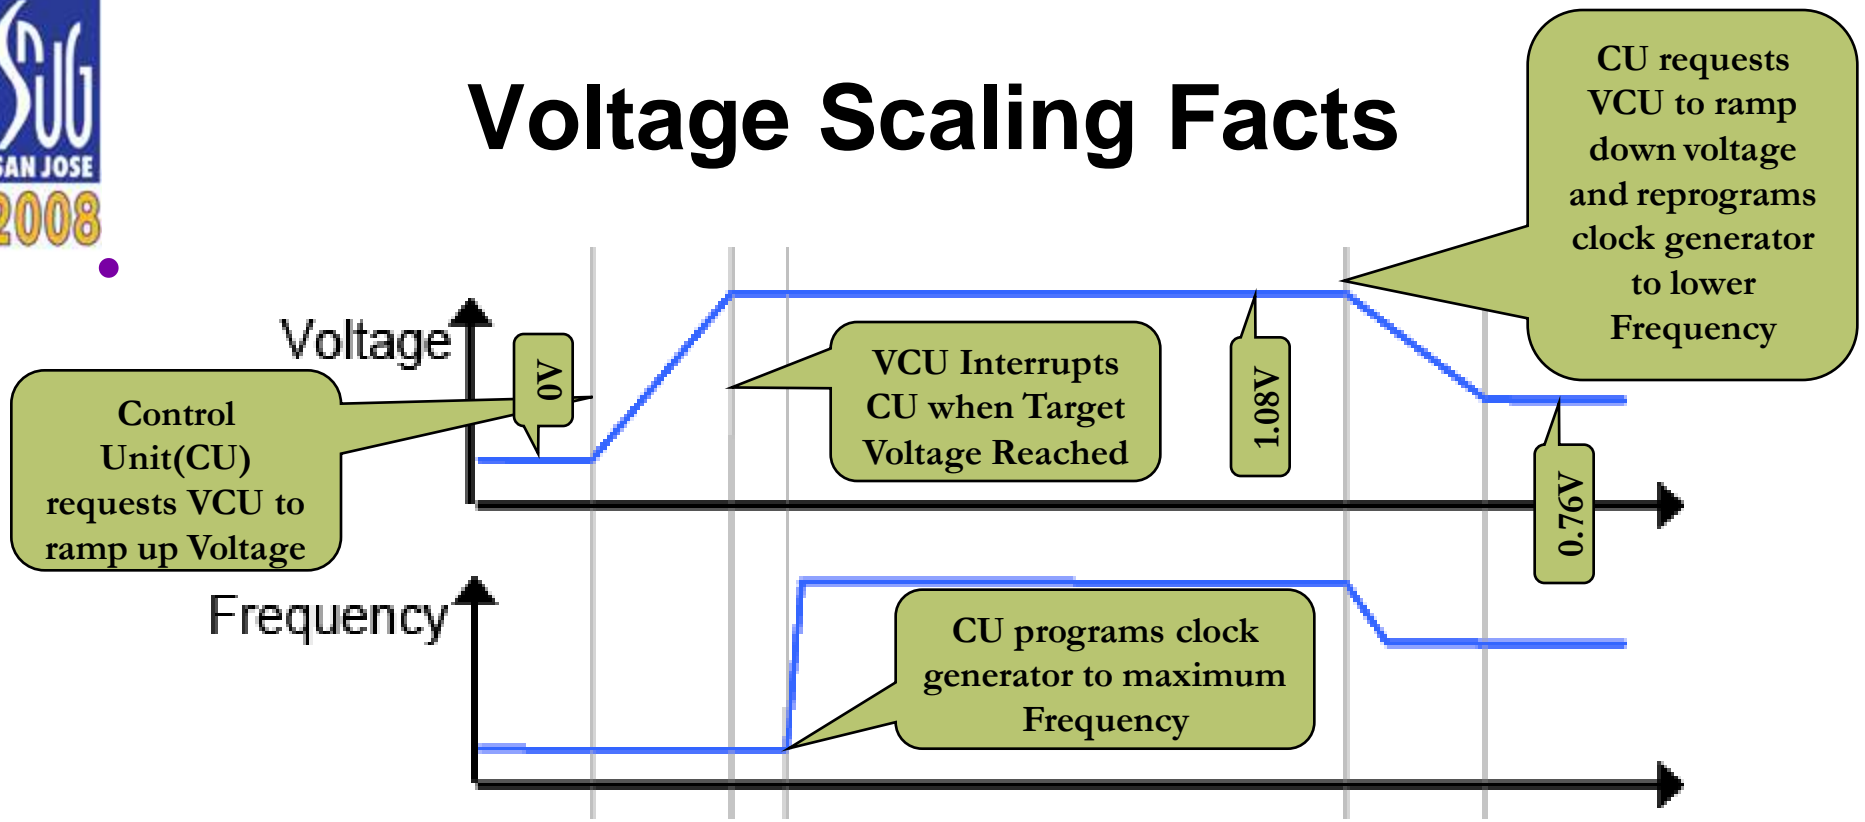 SNUG
SAN JOSE
2008
Voltage Scaling Facts
CU requests
VCU to ramp
down voltage
and reprograms
clock generator
to lower
Frequency
Voltage
0V
VCU Interrupts
CU when Target
Voltage Reached
1.08V
Control
Unit(CU)
requests VCU to
ramp up Voltage
0.76V
Frequency
CU programs clock
generator to maximum
Frequency